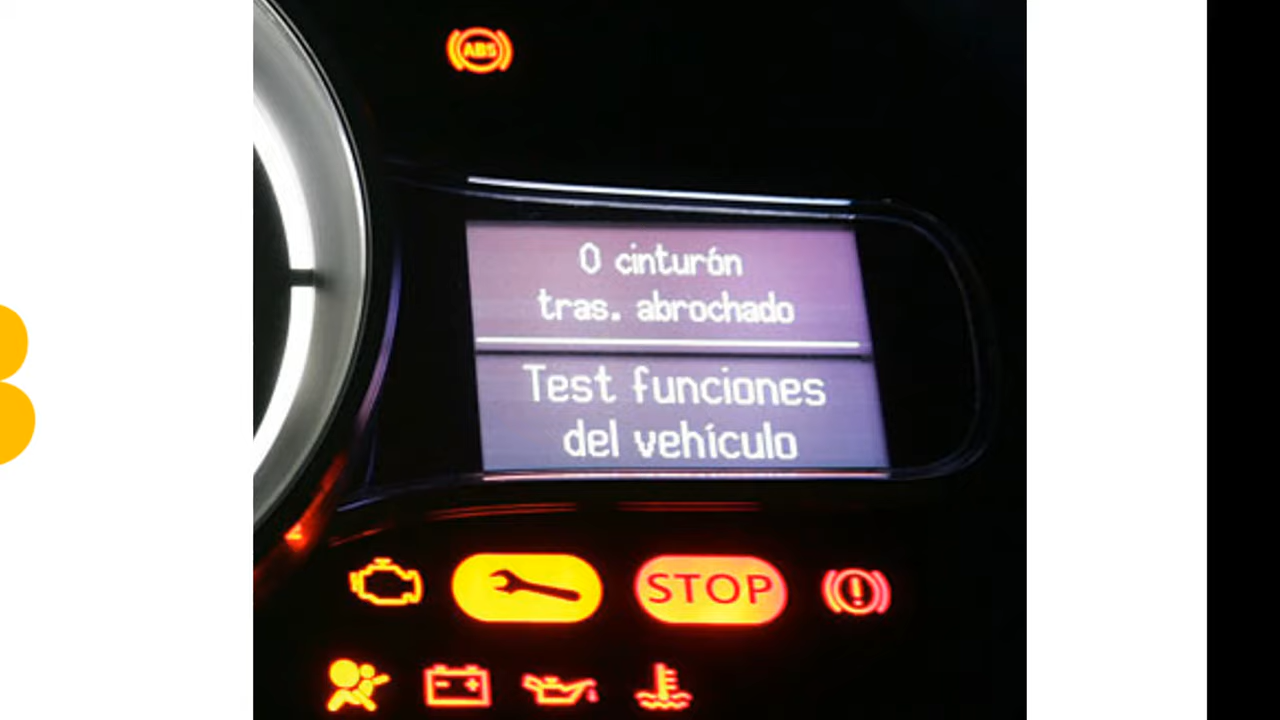 ABS
0 cinturón
tras. abrochado
Test funciones
del vehículo
STOP